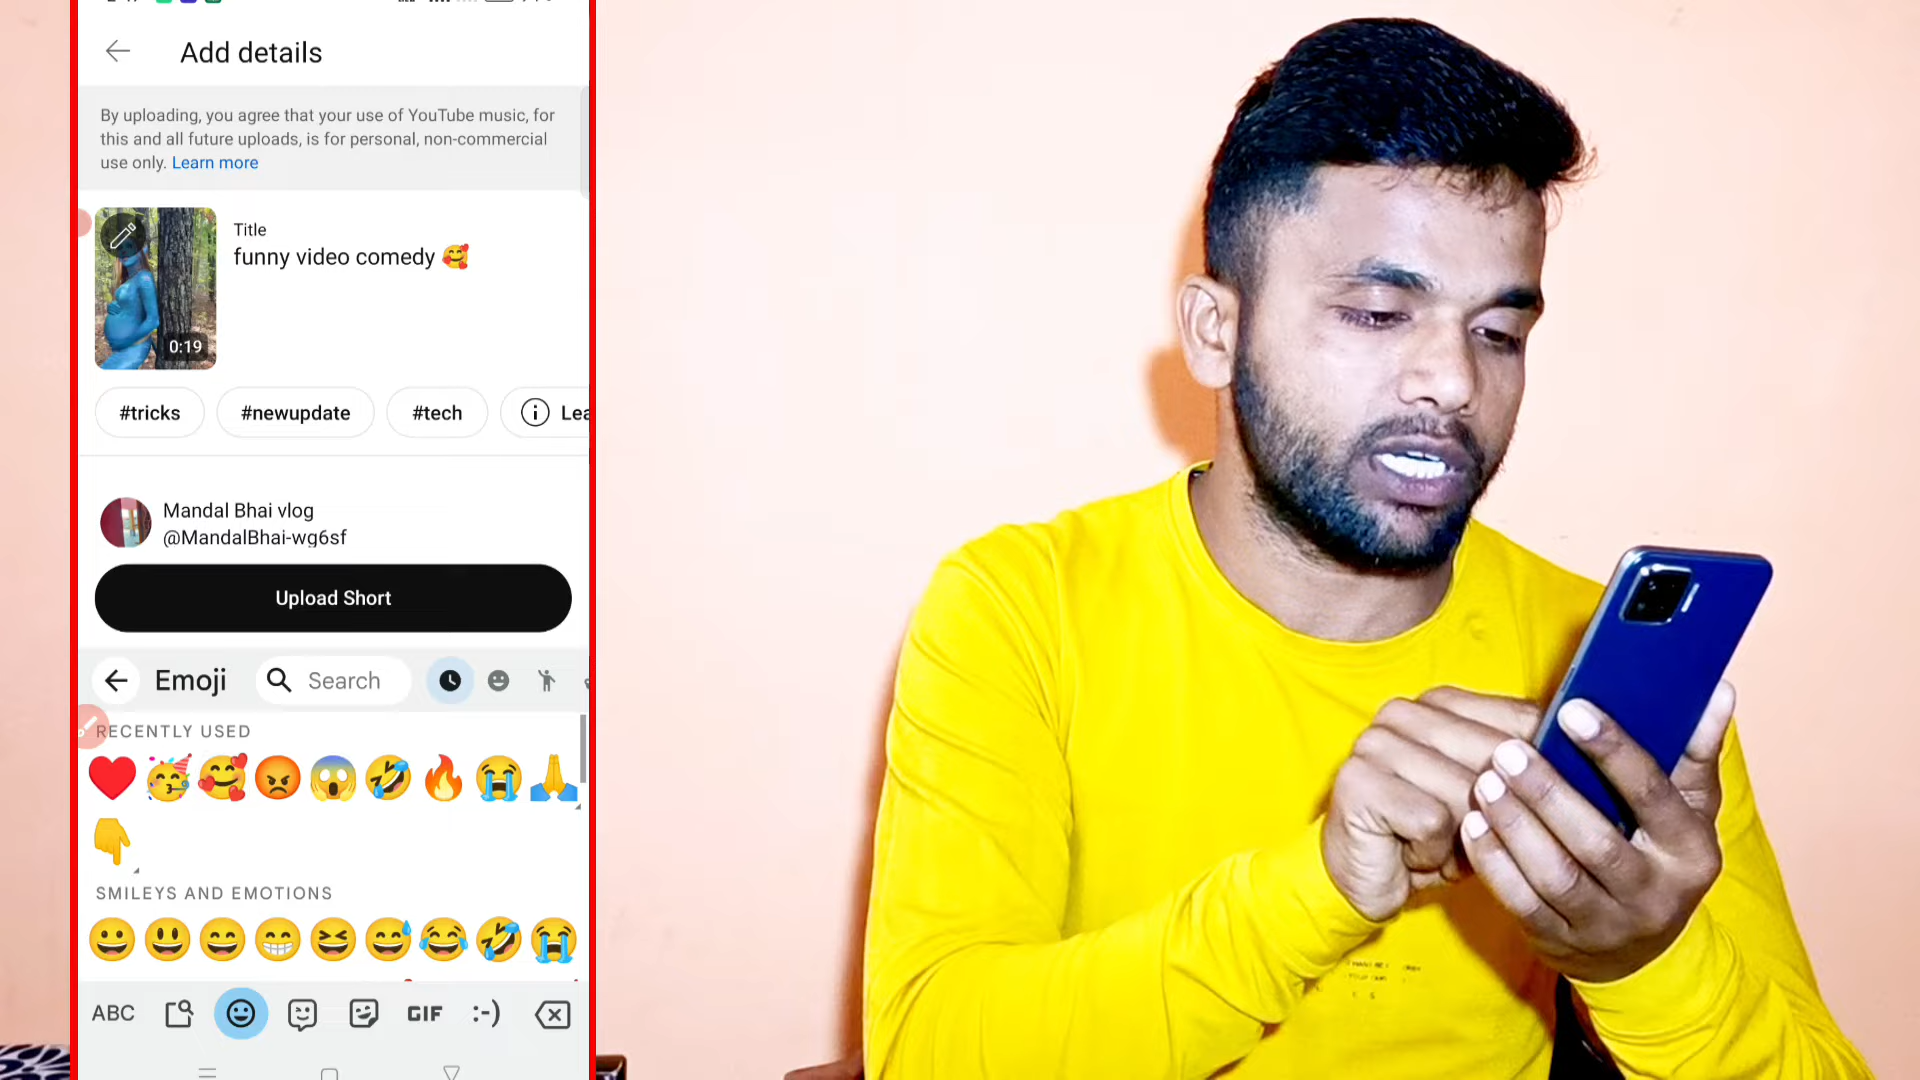 Add details
By uploading, you agree that your use of YouTube music, for
this and all future uploads, is for personal, non-commercial
use only. Learn more
Title
funny video comedy 🥰
0:19
#tricks #newupdate #tech Lea
Mandal Bhai vlog
@MandalBhai-wg6sf
Upload Short
Emoji Search
RECENTLY USED
SMILEYS AND EMOTIONS
ABC GIF :-)